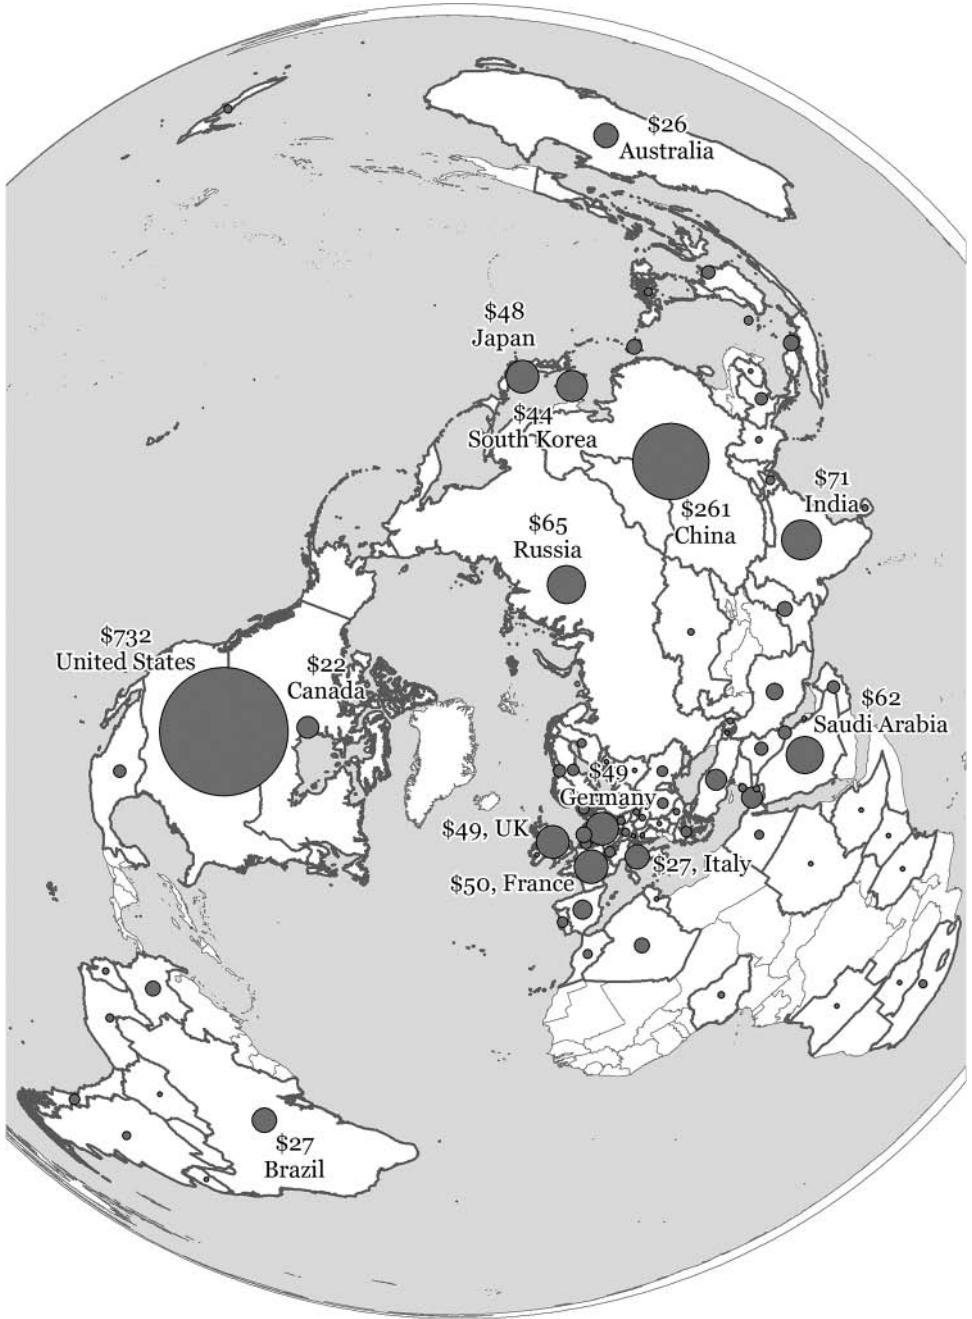 $26
Australia
$48
Japan
$44
South Korea
$71
India
$261
China
$65
Russia
$732
United States
$22
Canada
$62
Saudi Arabia
$49
Germany
$49, UK
$27, Italy
$50, France
$27
Brazil